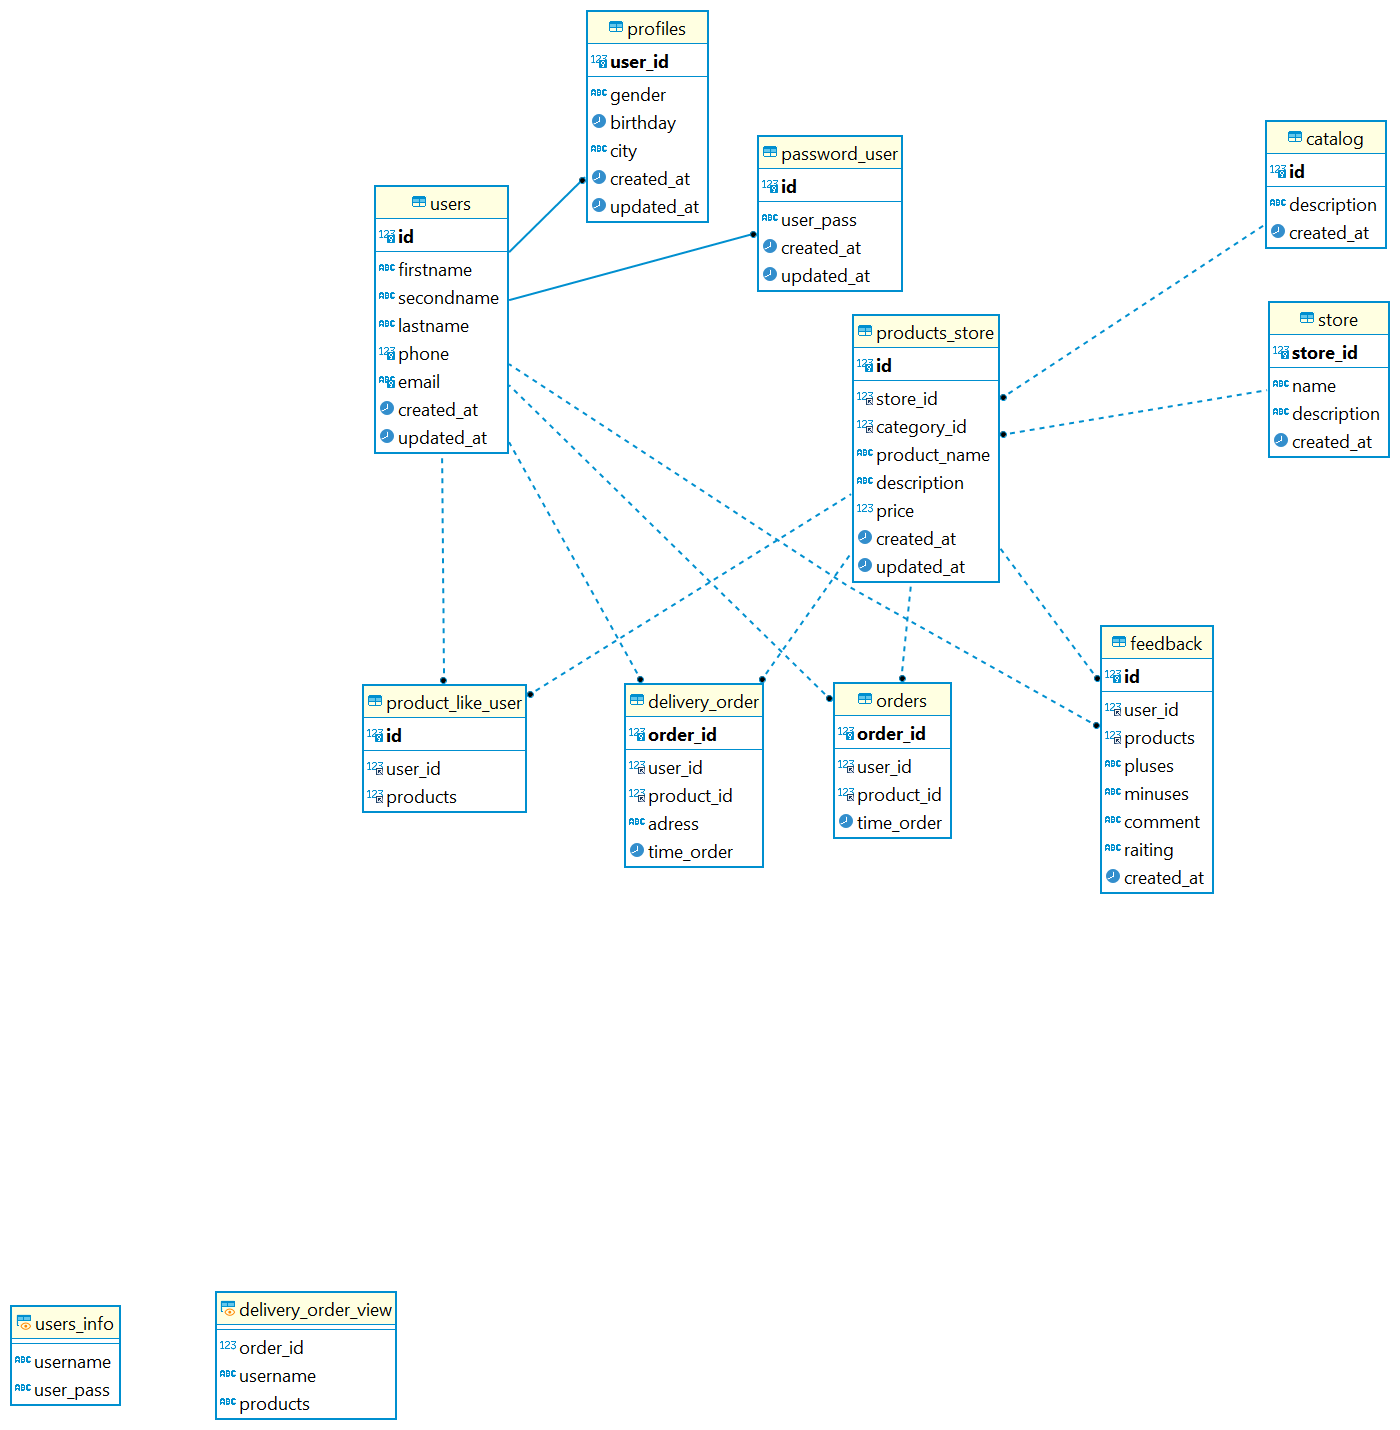 profiles
user_id
gender
birthday
city
created_at
updated_at
password_user
id
user_pass
created_at
updated_at
catalog
id
description
created_at
users
id
firstname
secondname
lastname
phone
email
created_at
updated_at
store
store_id
name
description
created_at
products_store
id
store_id
category_id
product_name
description
price
created_at
updated_at
product_like_user
id
user_id
products
delivery_order
order_id
user_id
product_id
adress
time_order
orders
order_id
user_id
product_id
time_order
feedback
id
user_id
products
pluses
minuses
comment
raiting
created_at
users_info
username
user_pass
delivery_order_view
order_id
username
products